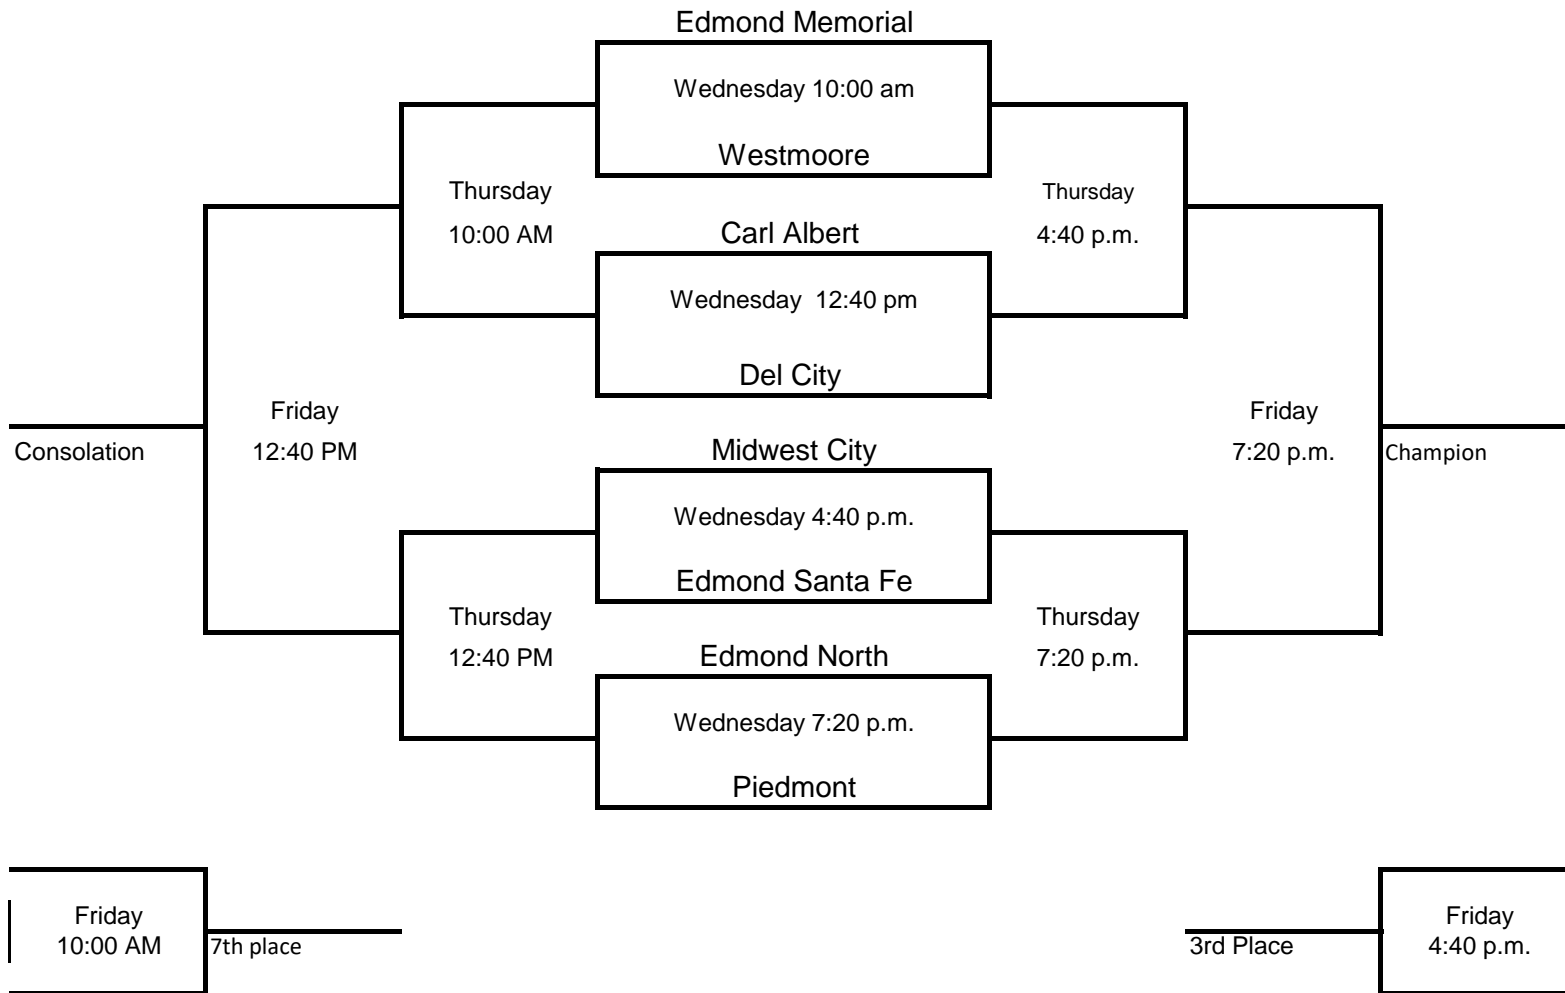 Edmond Memorial
Wednesday 10:00 am
Westmoore
Thursday
10:00 AM
Thursday
4:40 p.m.
Carl Albert
Wednesday  12:40 pm
Del City
Friday
12:40 PM
Consolation
Friday
7:20 p.m.
Champion
Midwest City
Wednesday 4:40 p.m.
Edmond Santa Fe
Thursday
12:40 PM
Thursday
7:20 p.m.
Edmond North
Wednesday 7:20 p.m.
Piedmont
Friday
10:00 AM
7th place
3rd Place
Friday
4:40 p.m.